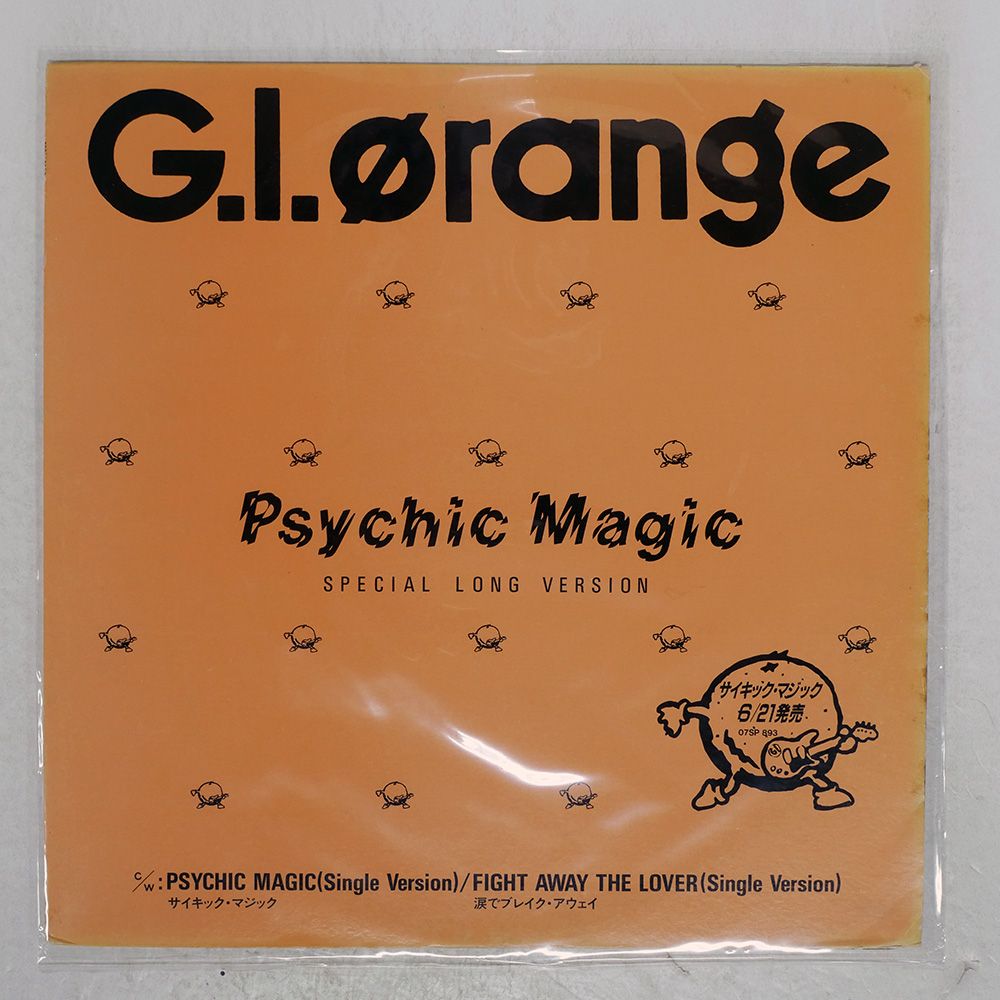 G.I.ørange
Psychic Magic
SPECIAL LONG VERSION
サイキック・マジック
6/21発売
07SP 893
c/w:PSYCHIC MAGIC(Single Version)/FIGHT AWAY THE LOVER(Single Version)
サイキック・マジック 涙でブレイク・アウェイ